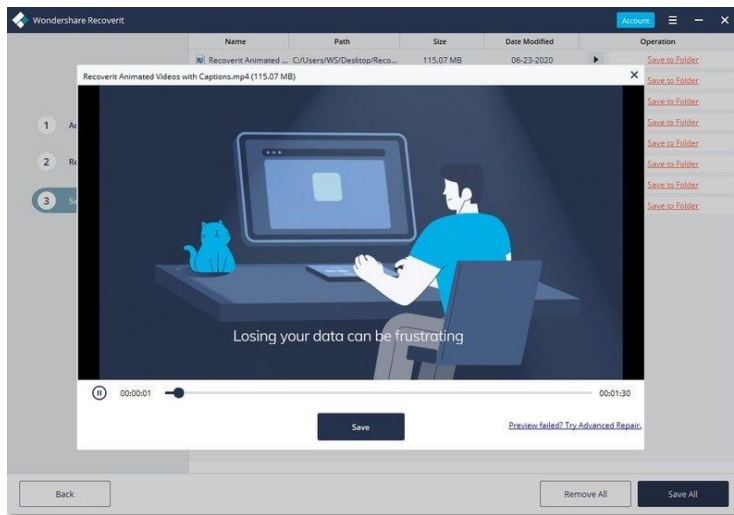 Wondershare Recoverit
Account
Name Path Size Date Modified Operation
Recoverit Animated ... C:/Users/WS/Desktop/Reco... 115.07 MB 06-23-2020 Save to Folder
Recoverit Animated Videos with Captions.mp4 (115.07 MB)
Save to Folder
Save to Folder
1 Save to Folder
2 Save to Folder
Save to Folder
3 Save to Folder
Losing your data can be frustrating
00:00:01 00:01:30
Save Preview failed? Try Advanced Repair.
Back Remove All Save All